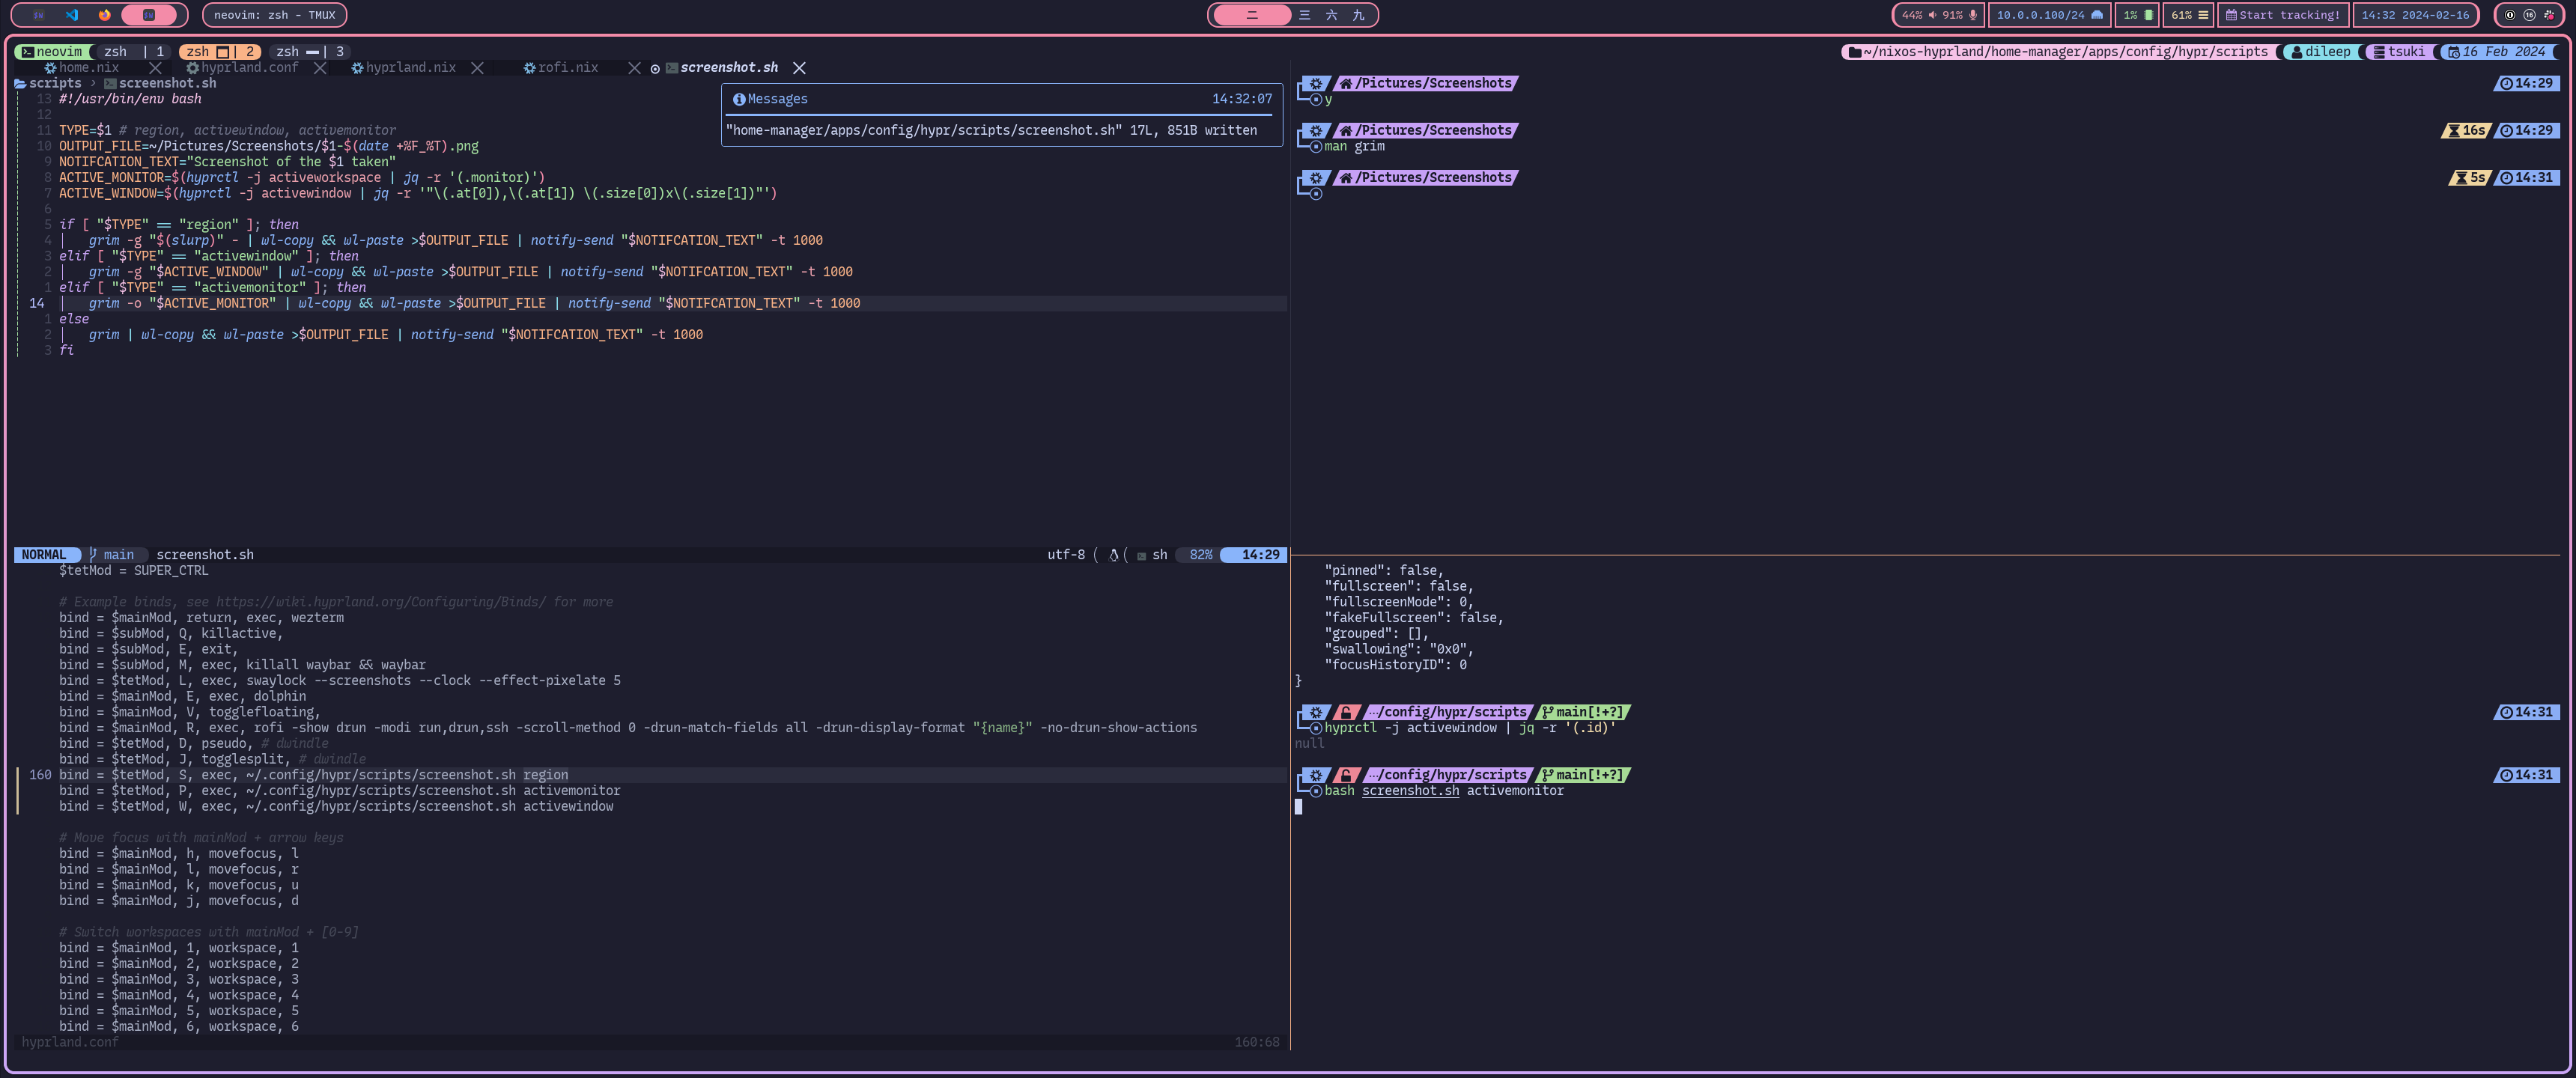 neovim: zsh - TMUX
二 三 六 九
44% 91%
10.0.0.100/24
1%
61%
Start tracking!
14:32 2024-02-16
neovim zsh | 1 zsh | 2 zsh | 3
~/nixos-hyprland/home-manager/apps/config/hypr/scripts dileep tsuki 16 Feb 2024
home.nix hyprland.conf hyprland.nix rofi.nix screenshot.sh
scripts › screenshot.sh
13 #!/usr/bin/env bash
12
11 TYPE=$1 # region, activewindow, activemonitor
10 OUTPUT_FILE=~/Pictures/Screenshots/$1-$(date +%F_%T).png
9 NOTIFCATION_TEXT="Screenshot of the $1 taken"
8 ACTIVE_MONITOR=$(hyprctl -j activeworkspace | jq -r '(.monitor)')
7 ACTIVE_WINDOW=$(hyprctl -j activewindow | jq -r '"\(.at[0]),\(.at[1]) \(.size[0])x\(.size[1])"')
6
5 if [ "$TYPE" == "region" ]; then
4 grim -g "$(slurp)" - | wl-copy && wl-paste >$OUTPUT_FILE | notify-send "$NOTIFCATION_TEXT" -t 1000
3 elif [ "$TYPE" == "activewindow" ]; then
2 grim -g "$ACTIVE_WINDOW" | wl-copy && wl-paste >$OUTPUT_FILE | notify-send "$NOTIFCATION_TEXT" -t 1000
1 elif [ "$TYPE" == "activemonitor" ]; then
14 grim -o "$ACTIVE_MONITOR" | wl-copy && wl-paste >$OUTPUT_FILE | notify-send "$NOTIFCATION_TEXT" -t 1000
1 else
2 grim | wl-copy && wl-paste >$OUTPUT_FILE | notify-send "$NOTIFCATION_TEXT" -t 1000
3 fi
Messages 14:32:07
"home-manager/apps/config/hypr/scripts/screenshot.sh" 17L, 851B written
NORMAL main screenshot.sh utf-8 sh 82% 14:29
$tetMod = SUPER_CTRL
# Example binds, see https://wiki.hyprland.org/Configuring/Binds/ for more
bind = $mainMod, return, exec, wezterm
bind = $subMod, Q, killactive,
bind = $subMod, E, exit,
bind = $subMod, M, exec, killall waybar && waybar
bind = $tetMod, L, exec, swaylock --screenshots --clock --effect-pixelate 5
bind = $mainMod, E, exec, dolphin
bind = $mainMod, V, togglefloating,
bind = $mainMod, R, exec, rofi -show drun -modi run,drun,ssh -scroll-method 0 -drun-match-fields all -drun-display-format "{name}" -no-drun-show-actions
bind = $tetMod, D, pseudo, # dwindle
bind = $tetMod, J, togglesplit, # dwindle
160 bind = $tetMod, S, exec, ~/.config/hypr/scripts/screenshot.sh region
bind = $tetMod, P, exec, ~/.config/hypr/scripts/screenshot.sh activemonitor
bind = $tetMod, W, exec, ~/.config/hypr/scripts/screenshot.sh activewindow
# Move focus with mainMod + arrow keys
bind = $mainMod, h, movefocus, l
bind = $mainMod, l, movefocus, r
bind = $mainMod, k, movefocus, u
bind = $mainMod, j, movefocus, d
# Switch workspaces with mainMod + [0-9]
bind = $mainMod, 1, workspace, 1
bind = $mainMod, 2, workspace, 2
bind = $mainMod, 3, workspace, 3
bind = $mainMod, 4, workspace, 4
bind = $mainMod, 5, workspace, 5
bind = $mainMod, 6, workspace, 6
hyprland.conf 160:68
/Pictures/Screenshots 14:29
y
/Pictures/Screenshots 16s 14:29
man grim
/Pictures/Screenshots 5s 14:31
"pinned": false,
"fullscreen": false,
"fullscreenMode": 0,
"fakeFullscreen": false,
"grouped": [],
"swallowing": "0x0",
"focusHistoryID": 0
}
···/config/hypr/scripts main[!+?] 14:31
hyprctl -j activewindow | jq -r '(.id)'
null
···/config/hypr/scripts main[!+?] 14:31
bash screenshot.sh activemonitor